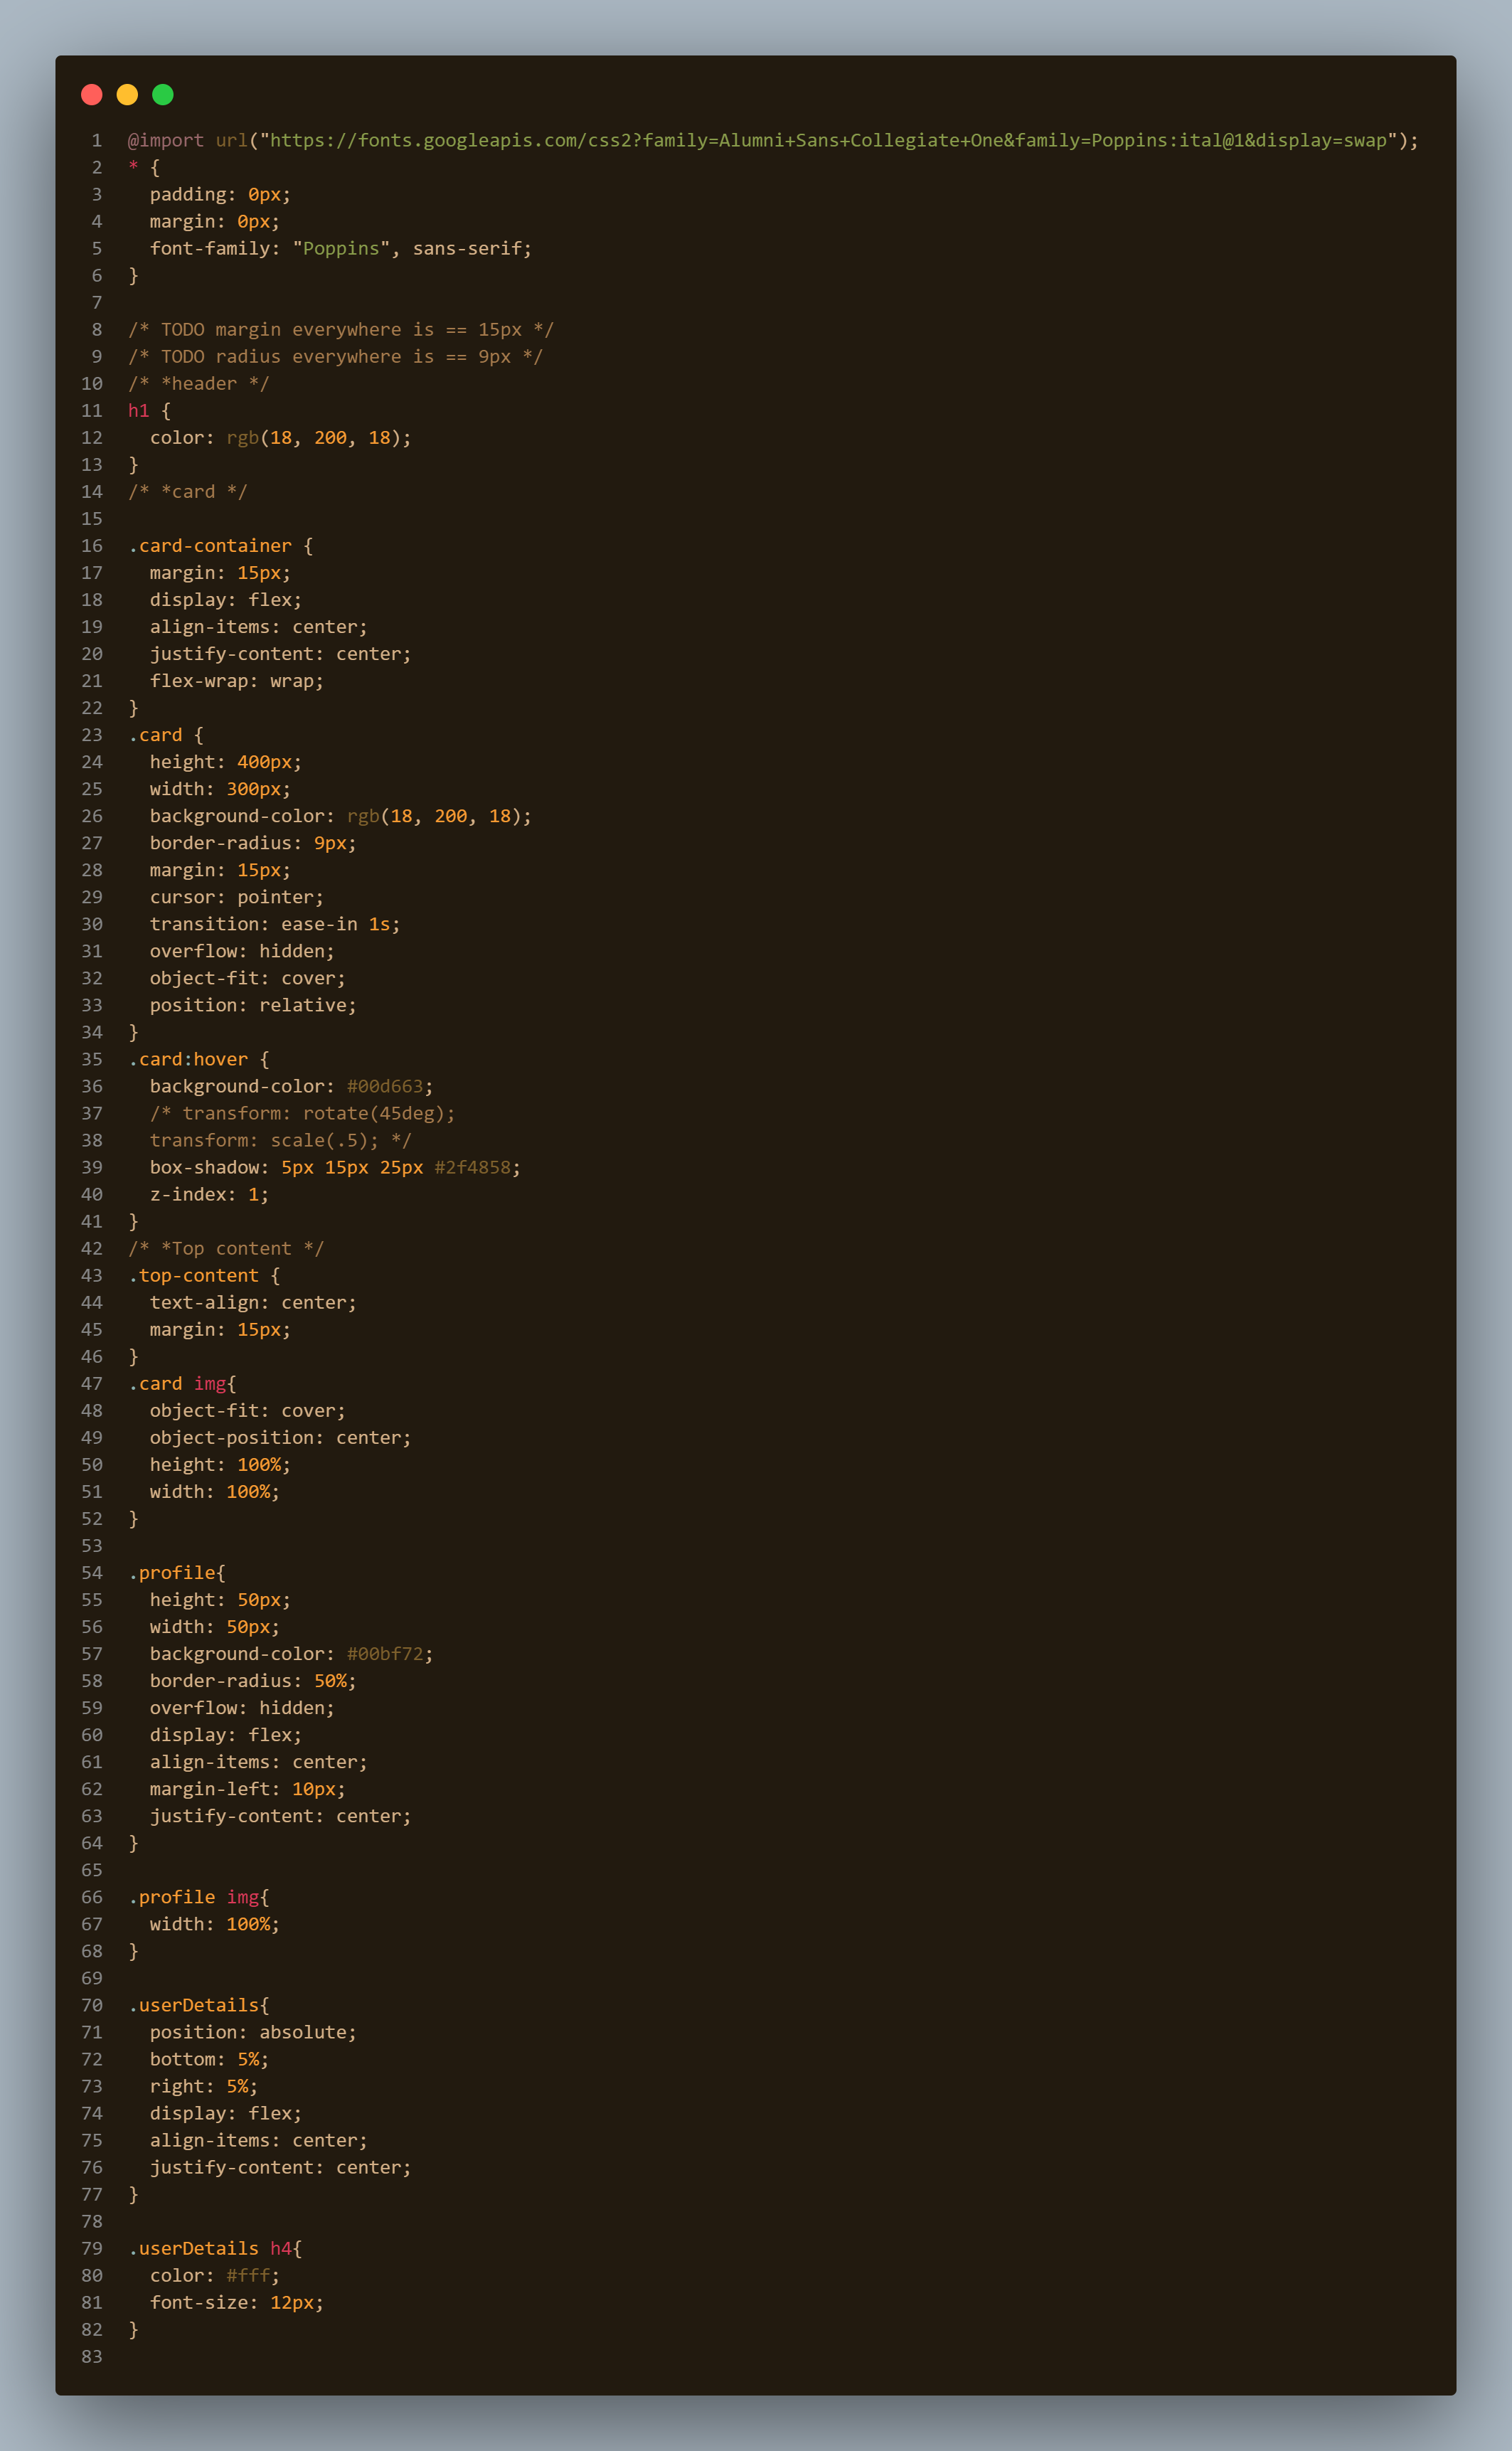 1 @import url("https://fonts.googleapis.com/css2?family=Alumni+Sans+Collegiate+One&family=Poppins:ital@1&display=swap");
2 * {
3   padding: 0px;
4   margin: 0px;
5   font-family: "Poppins", sans-serif;
6 }
7
8 /* TODO margin everywhere is == 15px */
9 /* TODO radius everywhere is == 9px */
10 /* *header */
11 h1 {
12   color: rgb(18, 200, 18);
13 }
14 /* *card */
15
16 .card-container {
17   margin: 15px;
18   display: flex;
19   align-items: center;
20   justify-content: center;
21   flex-wrap: wrap;
22 }
23 .card {
24   height: 400px;
25   width: 300px;
26   background-color: rgb(18, 200, 18);
27   border-radius: 9px;
28   margin: 15px;
29   cursor: pointer;
30   transition: ease-in 1s;
31   overflow: hidden;
32   object-fit: cover;
33   position: relative;
34 }
35 .card:hover {
36   background-color: #00d663;
37   /* transform: rotate(45deg);
38   transform: scale(.5); */
39   box-shadow: 5px 15px 25px #2f4858;
40   z-index: 1;
41 }
42 /* *Top content */
43 .top-content {
44   text-align: center;
45   margin: 15px;
46 }
47 .card img{
48   object-fit: cover;
49   object-position: center;
50   height: 100%;
51   width: 100%;
52 }
53
54 .profile{
55   height: 50px;
56   width: 50px;
57   background-color: #00bf72;
58   border-radius: 50%;
59   overflow: hidden;
60   display: flex;
61   align-items: center;
62   margin-left: 10px;
63   justify-content: center;
64 }
65
66 .profile img{
67   width: 100%;
68 }
69
70 .userDetails{
71   position: absolute;
72   bottom: 5%;
73   right: 5%;
74   display: flex;
75   align-items: center;
76   justify-content: center;
77 }
78
79 .userDetails h4{
80   color: #fff;
81   font-size: 12px;
82 }
83